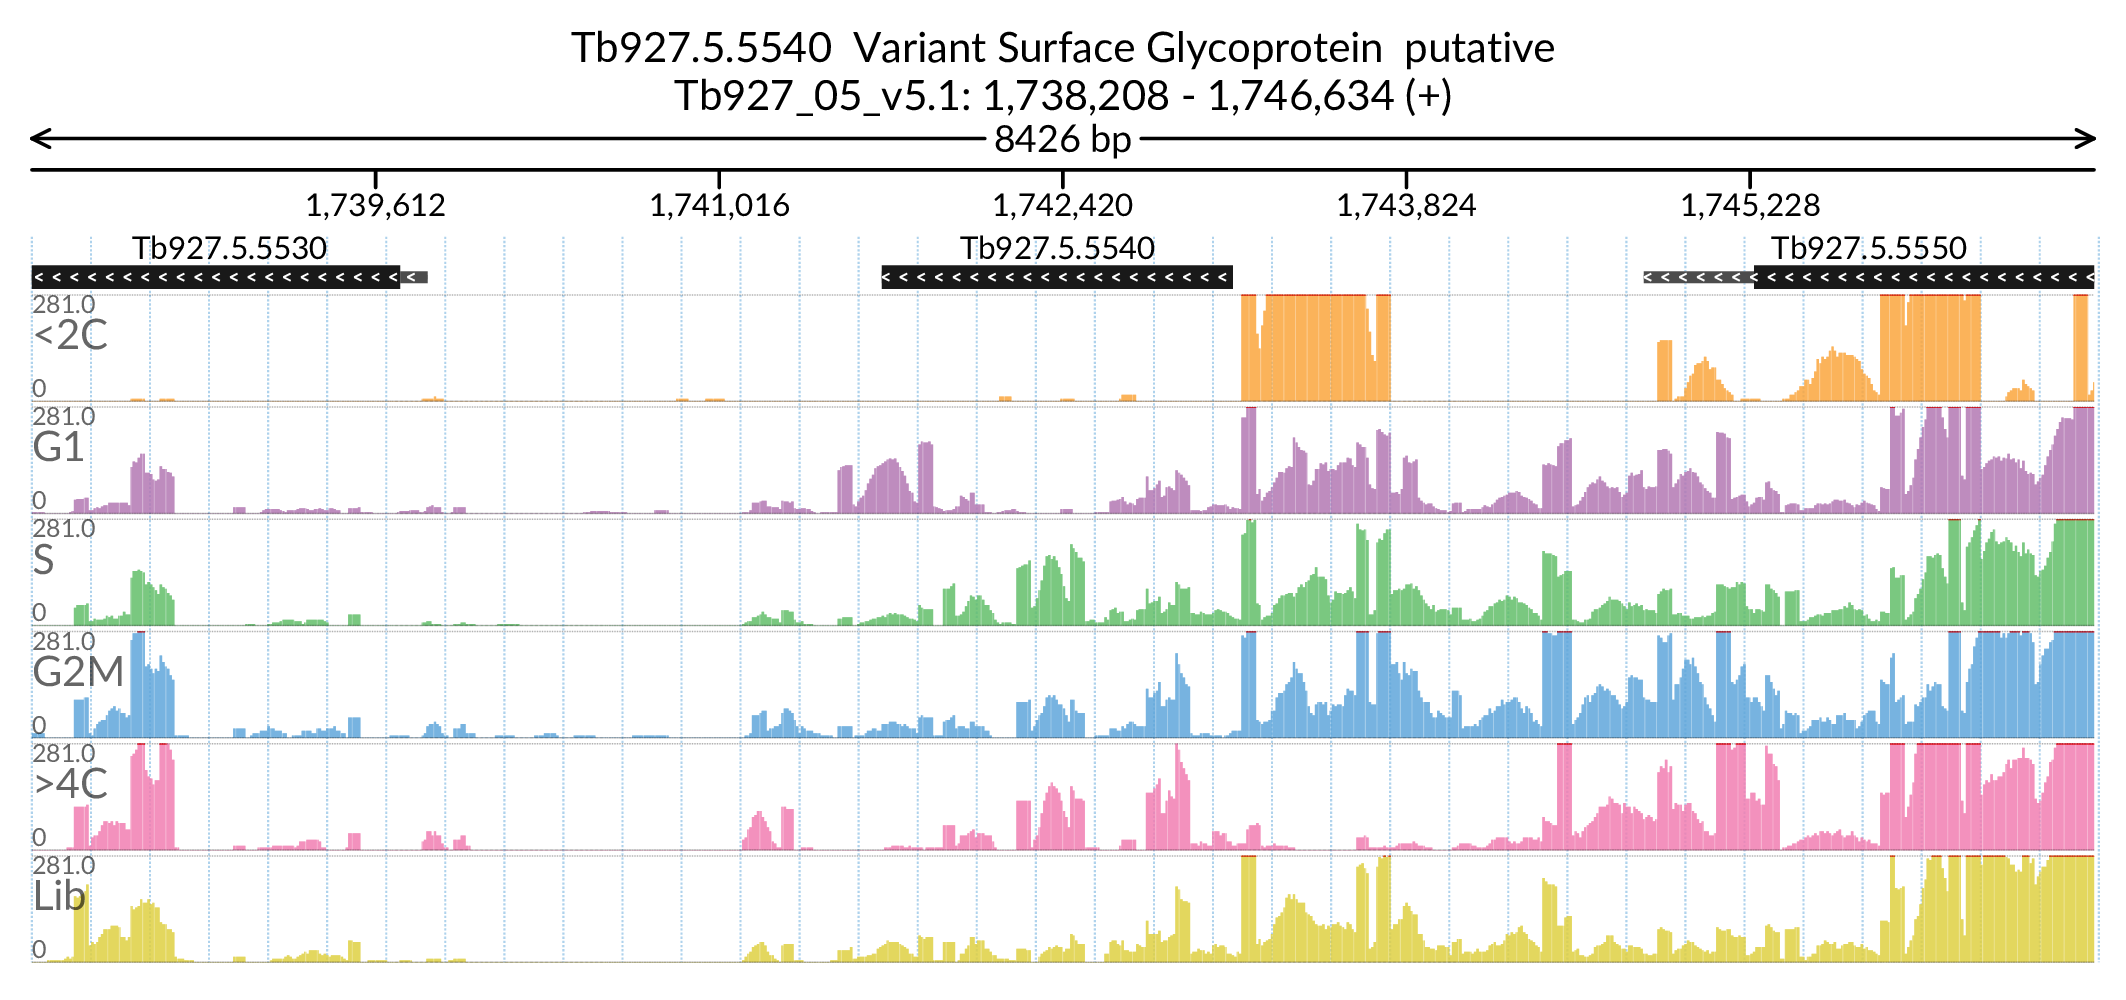 Tb927.5.5540  Variant Surface Glycoprotein  putative
Tb927_05_v5.1: 1,738,208 - 1,746,634 (+)
8426 bp
1,739,612 1,741,016 1,742,420 1,743,824 1,745,228
Tb927.5.5530 Tb927.5.5540 Tb927.5.5550
281.0
<2C
0
281.0
G1
0
281.0
S
0
281.0
G2M
0
281.0
>4C
0
281.0
Lib
0